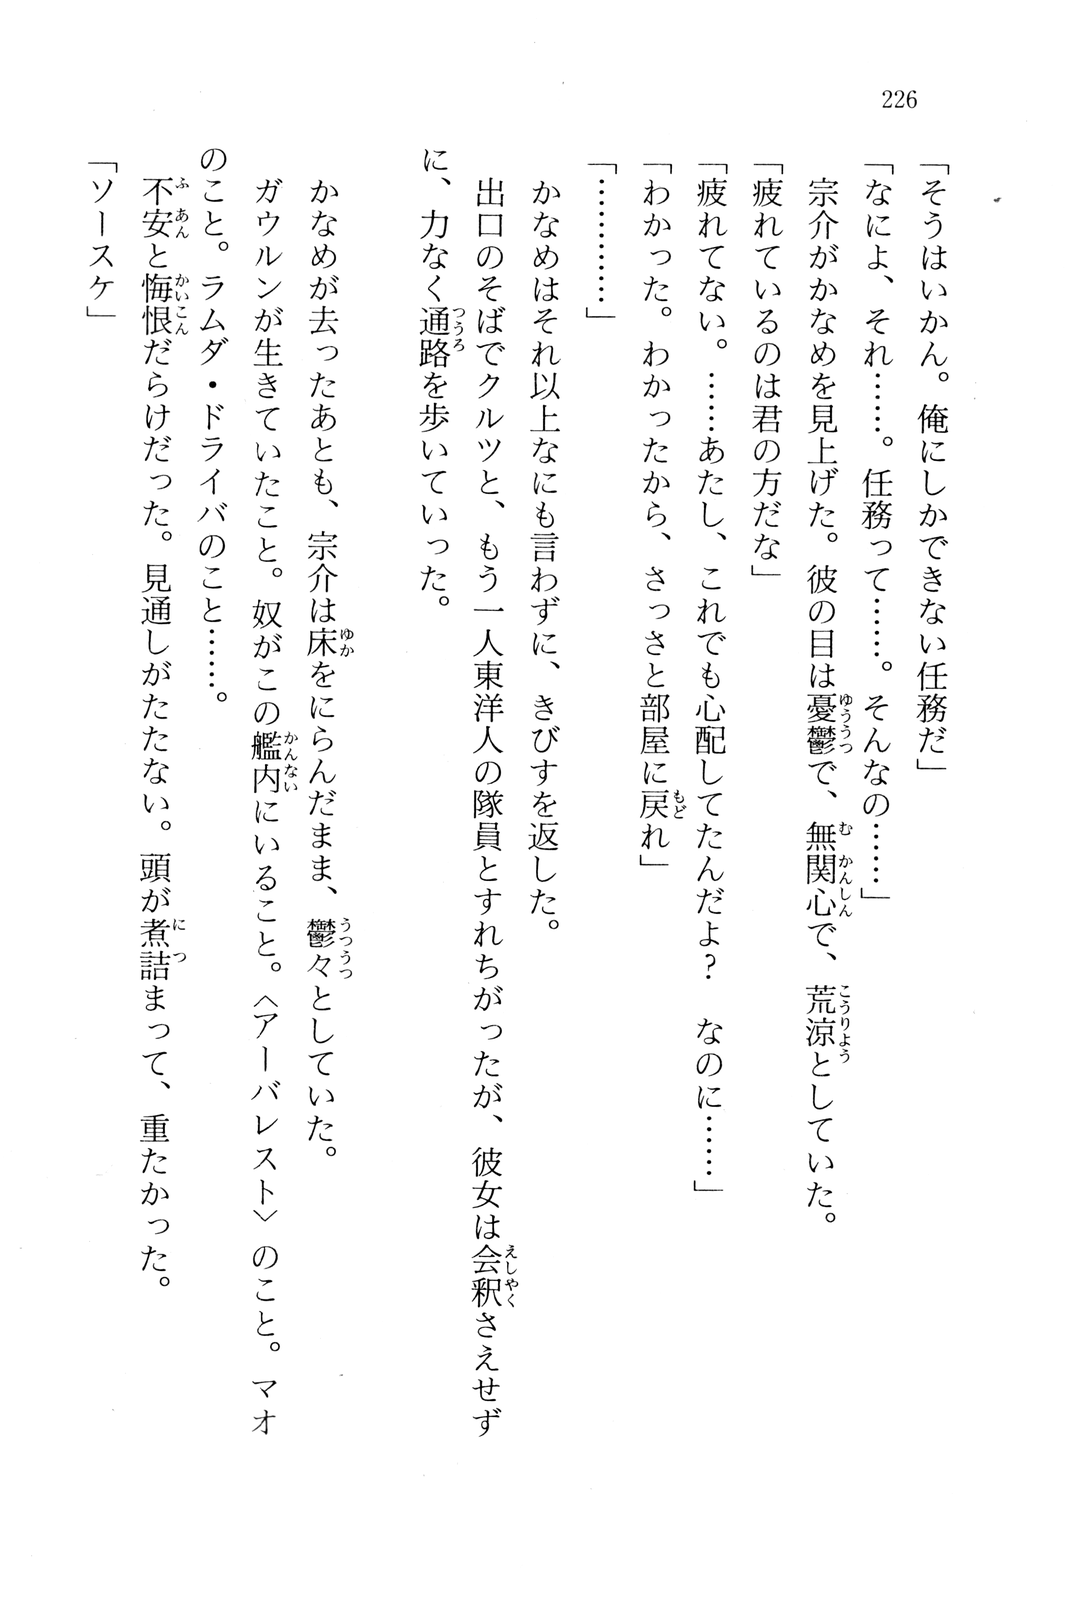 226
「そうはいかん。俺にしかできない任務だ」
「なによ、それ……。任務って……。そんなの……」
　宗介がかなめを見上げた。彼の目は憂鬱で、無関心で、荒涼としていた。
「疲れているのは君の方だな」
「疲れてない。……あたし、これでも心配してたんだよ？　なのに……」
「わかった。わかったから、さっさと部屋に戻れ」
「…………」
　かなめはそれ以上なにも言わずに、きびすを返した。
　出口のそばでクルツと、もう一人東洋人の隊員とすれちがったが、彼女は会釈さえせず
に、力なく通路を歩いていった。
　かなめが去ったあとも、宗介は床をにらんだまま、鬱々としていた。
　ガウルンが生きていたこと。奴がこの艦内にいること。〈アーバレスト〉のこと。マオ
のこと。ラムダ・ドライバのこと……。
　不安と悔恨だらけだった。見通しがたたない。頭が煮詰まって、重たかった。
「ソースケ」